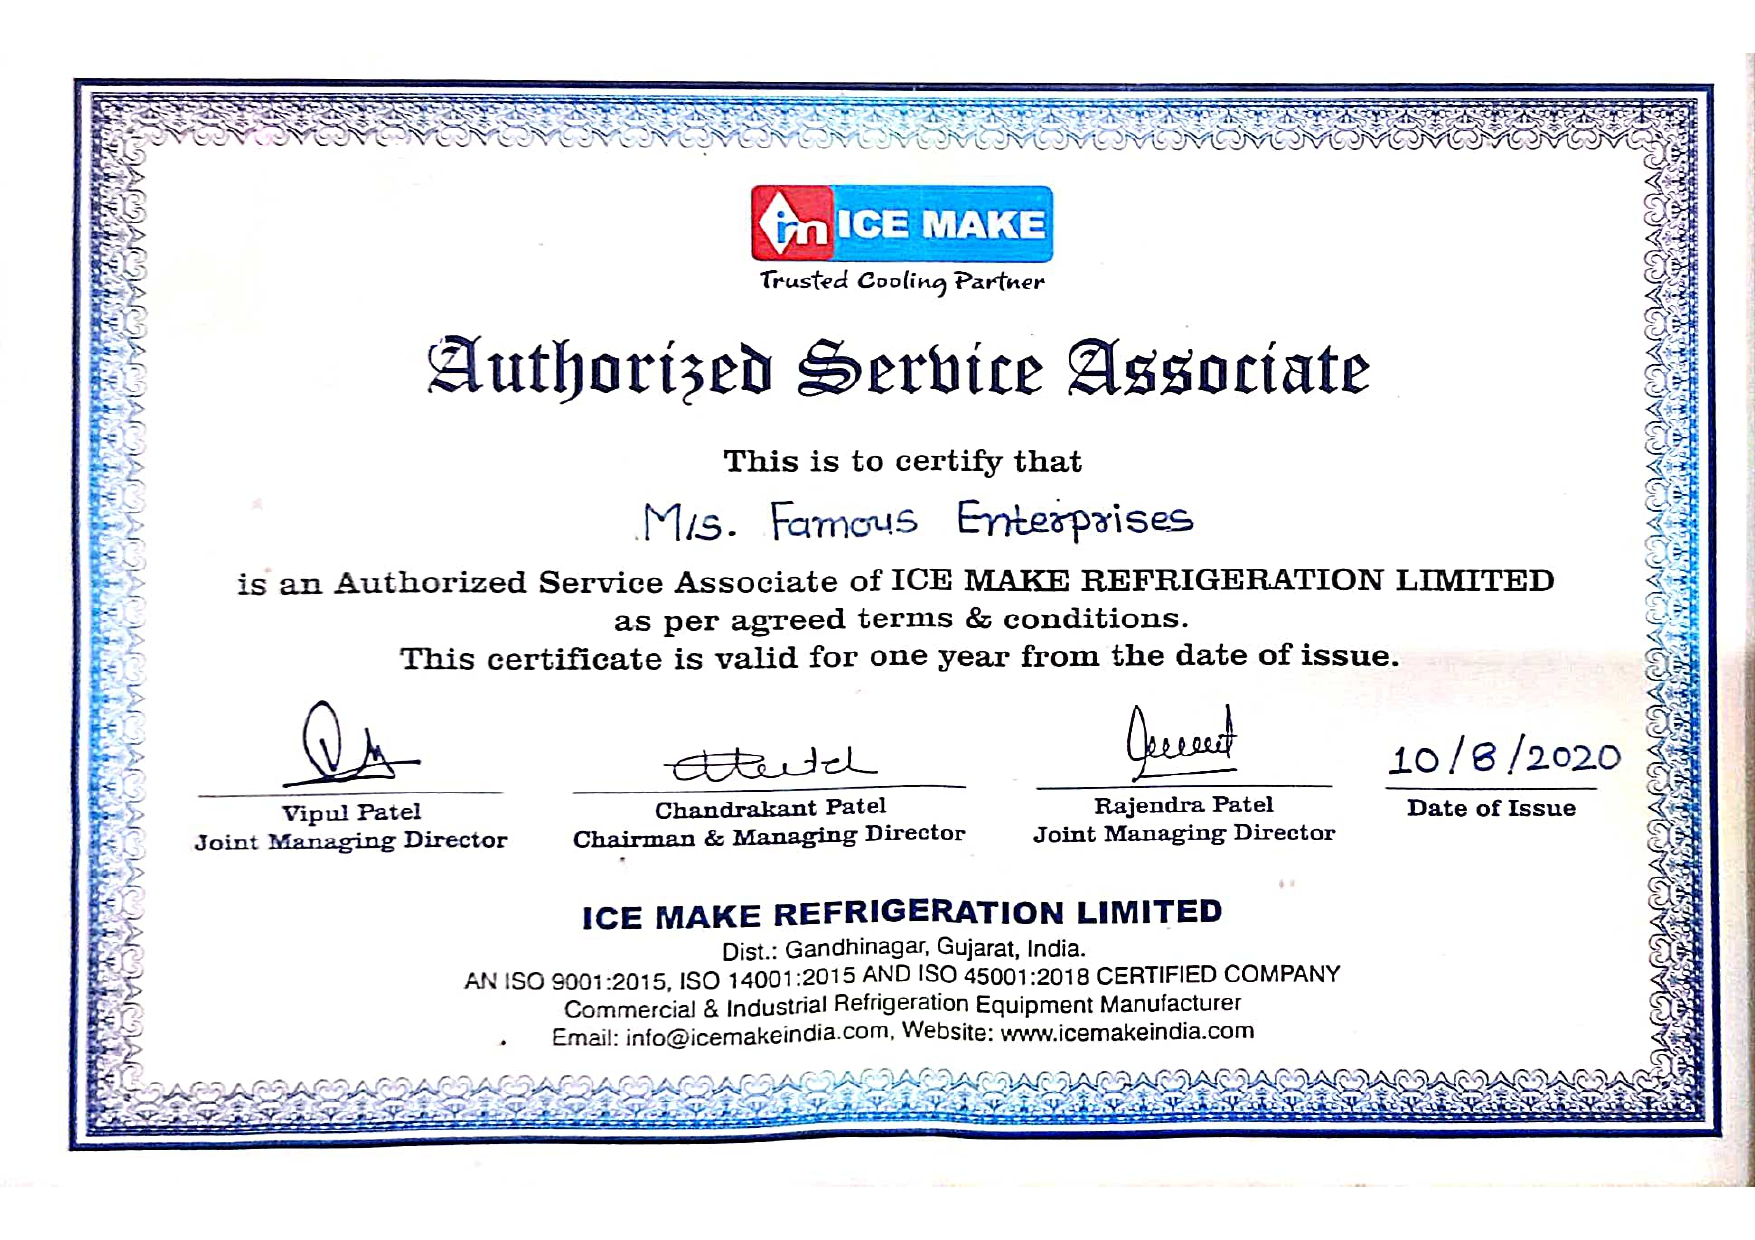 im ICE MAKE
Trusted Cooling Partner
Authorized Service Associate
This is to certify that
M/s. Famous Enterprises
is an Authorized Service Associate of ICE MAKE REFRIGERATION LIMITED
as per agreed terms & conditions.
This certificate is valid for one year from the date of issue.
10/8/2020
Vipul Patel Chandrakant Patel Rajendra Patel Date of Issue
Joint Managing Director Chairman & Managing Director Joint Managing Director
ICE MAKE REFRIGERATION LIMITED
Dist.: Gandhinagar, Gujarat, India.
AN ISO 9001:2015, ISO 14001:2015 AND ISO 45001:2018 CERTIFIED COMPANY
Commercial & Industrial Refrigeration Equipment Manufacturer
Email: info@icemakeindia.com, Website: www.icemakeindia.com